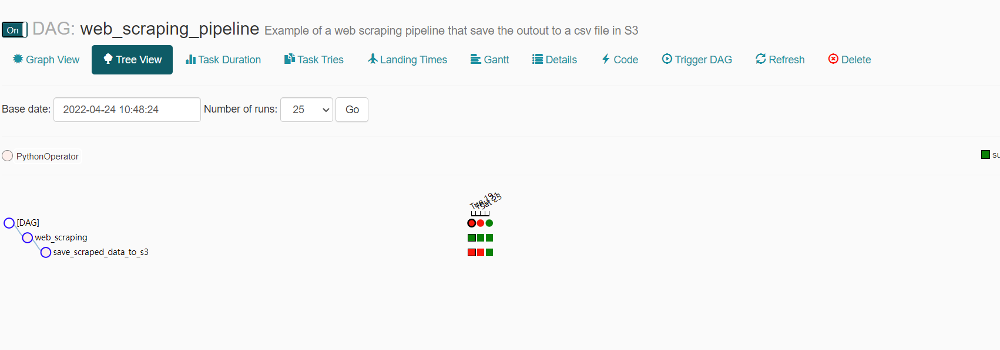 On DAG: web_scraping_pipeline Example of a web scraping pipeline that save the outout to a csv file in S3
Graph View Tree View Task Duration Task Tries Landing Times Gantt Details Code Trigger DAG Refresh Delete
Base date: 2022-04-24 10:48:24 Number of runs: 25 Go
PythonOperator su
Sat 23
[DAG]
web_scraping
save_scraped_data_to_s3